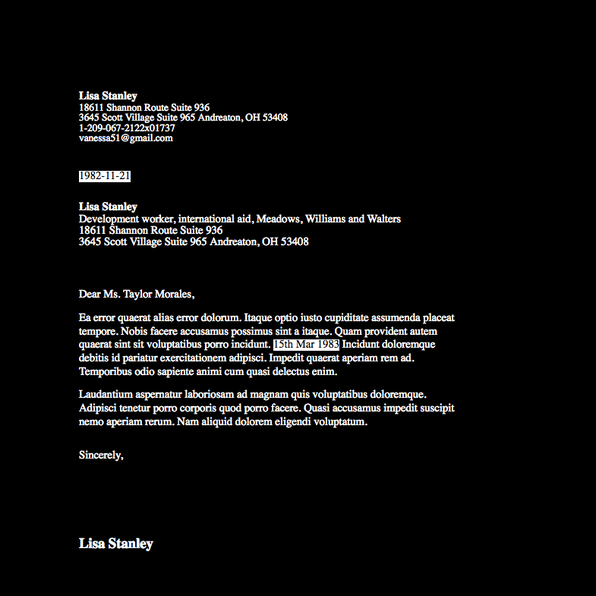 Lisa Stanley
18611 Shannon Route Suite 936
3645 Scott Village Suite 965 Andreaton, OH 53408
1-209-067-2122x01737
vanessa51@gmail.com
1982-11-21
Lisa Stanley
Development worker, international aid, Meadows, Williams and Walters
18611 Shannon Route Suite 936
3645 Scott Village Suite 965 Andreaton, OH 53408
Dear Ms. Taylor Morales,
Ea error quaerat alias error dolorum. Itaque optio iusto cupiditate assumenda placeat
tempore. Nobis facere accusamus possimus sint a itaque. Quam provident autem
quaerat sint sit voluptatibus porro incidunt. 15th Mar 1983 Incidunt doloremque
debitis id pariatur exercitationem adipisci. Impedit quaerat aperiam rem ad.
Temporibus odio sapiente animi cum quasi delectus enim.
Laudantium aspernatur laboriosam ad magnam quis voluptatibus doloremque.
Adipisci tenetur porro corporis quod porro facere. Quasi accusamus impedit suscipit
nemo aperiam rerum. Nam aliquid dolorem eligendi voluptatum.
Sincerely,
Lisa Stanley